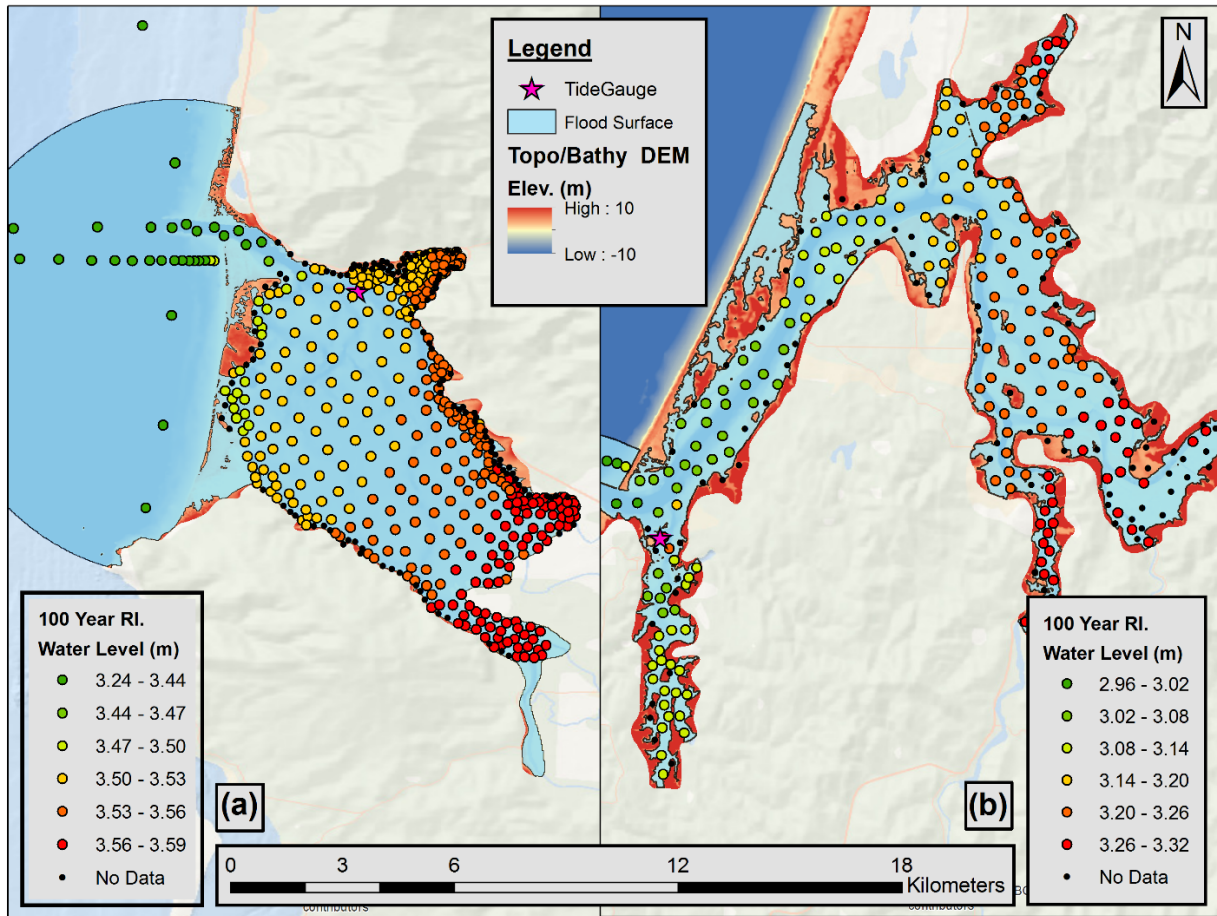 Legend
TideGauge
Flood Surface
Topo/Bathy DEM
Elev. (m)
High : 10
Low : -10
N
100 Year RI.
Water Level (m)
3.24 - 3.44
3.44 - 3.47
3.47 - 3.50
3.50 - 3.53
3.53 - 3.56
3.56 - 3.59
No Data
(a)
(b)
100 Year RI.
Water Level (m)
2.96 - 3.02
3.02 - 3.08
3.08 - 3.14
3.14 - 3.20
3.20 - 3.26
3.26 - 3.32
No Data
0 3 6 12 18
Kilometers
contributors
contributors